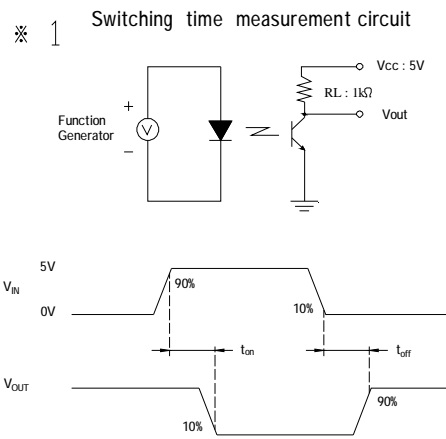 ※ 1 Switching time measurement circuit
Vcc : 5V
RL : 1kΩ
Vout
+
Function
Generator
V
−
5V
VIN
90%
10%
0V
ton
toff
VOUT
90%
10%